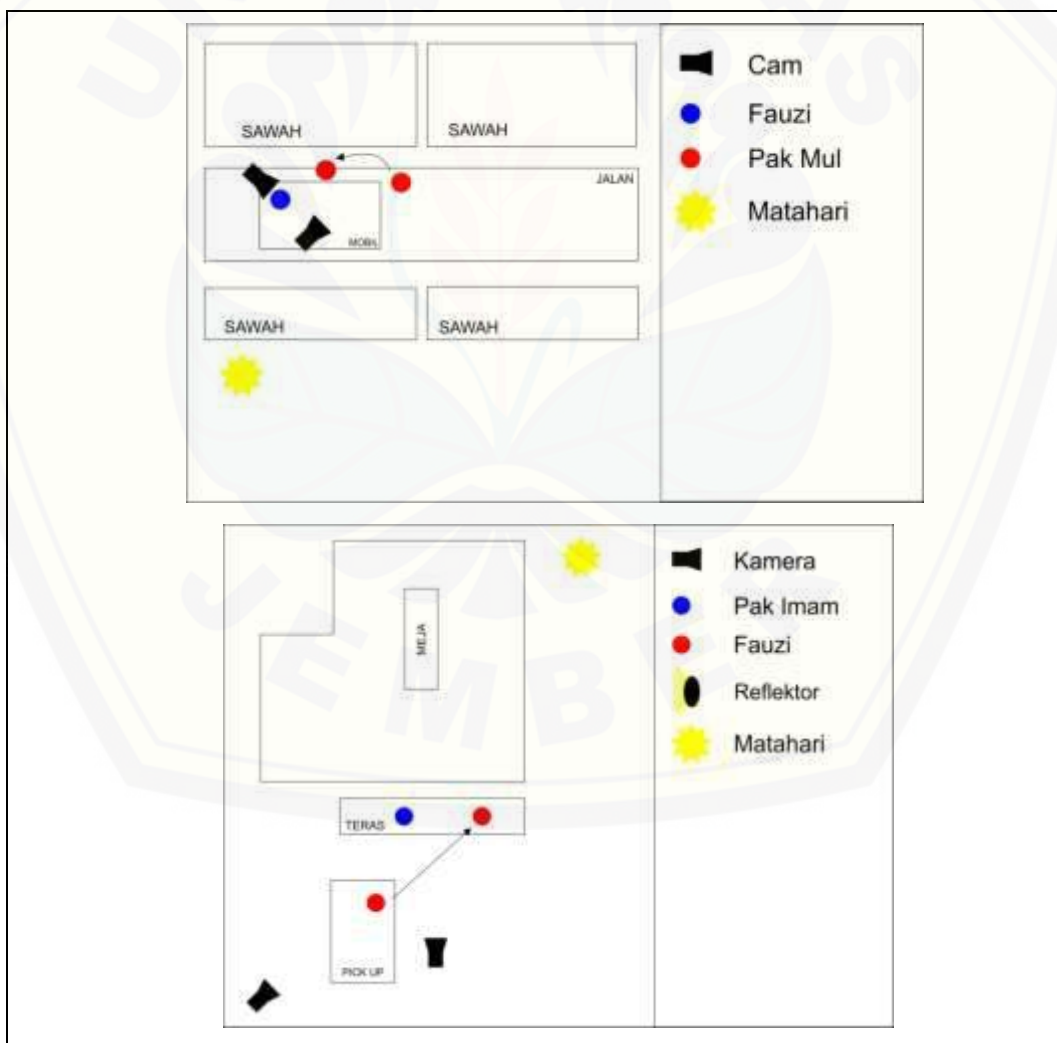 Cam
Fauzi
SAWAH SAWAH
Pak Mul
JALAN
Matahari
MOBIL
SAWAH SAWAH
Kamera
Pak Imam
MEJA
Fauzi
Reflektor
Matahari
TERAS
PICK UP
JEMBER